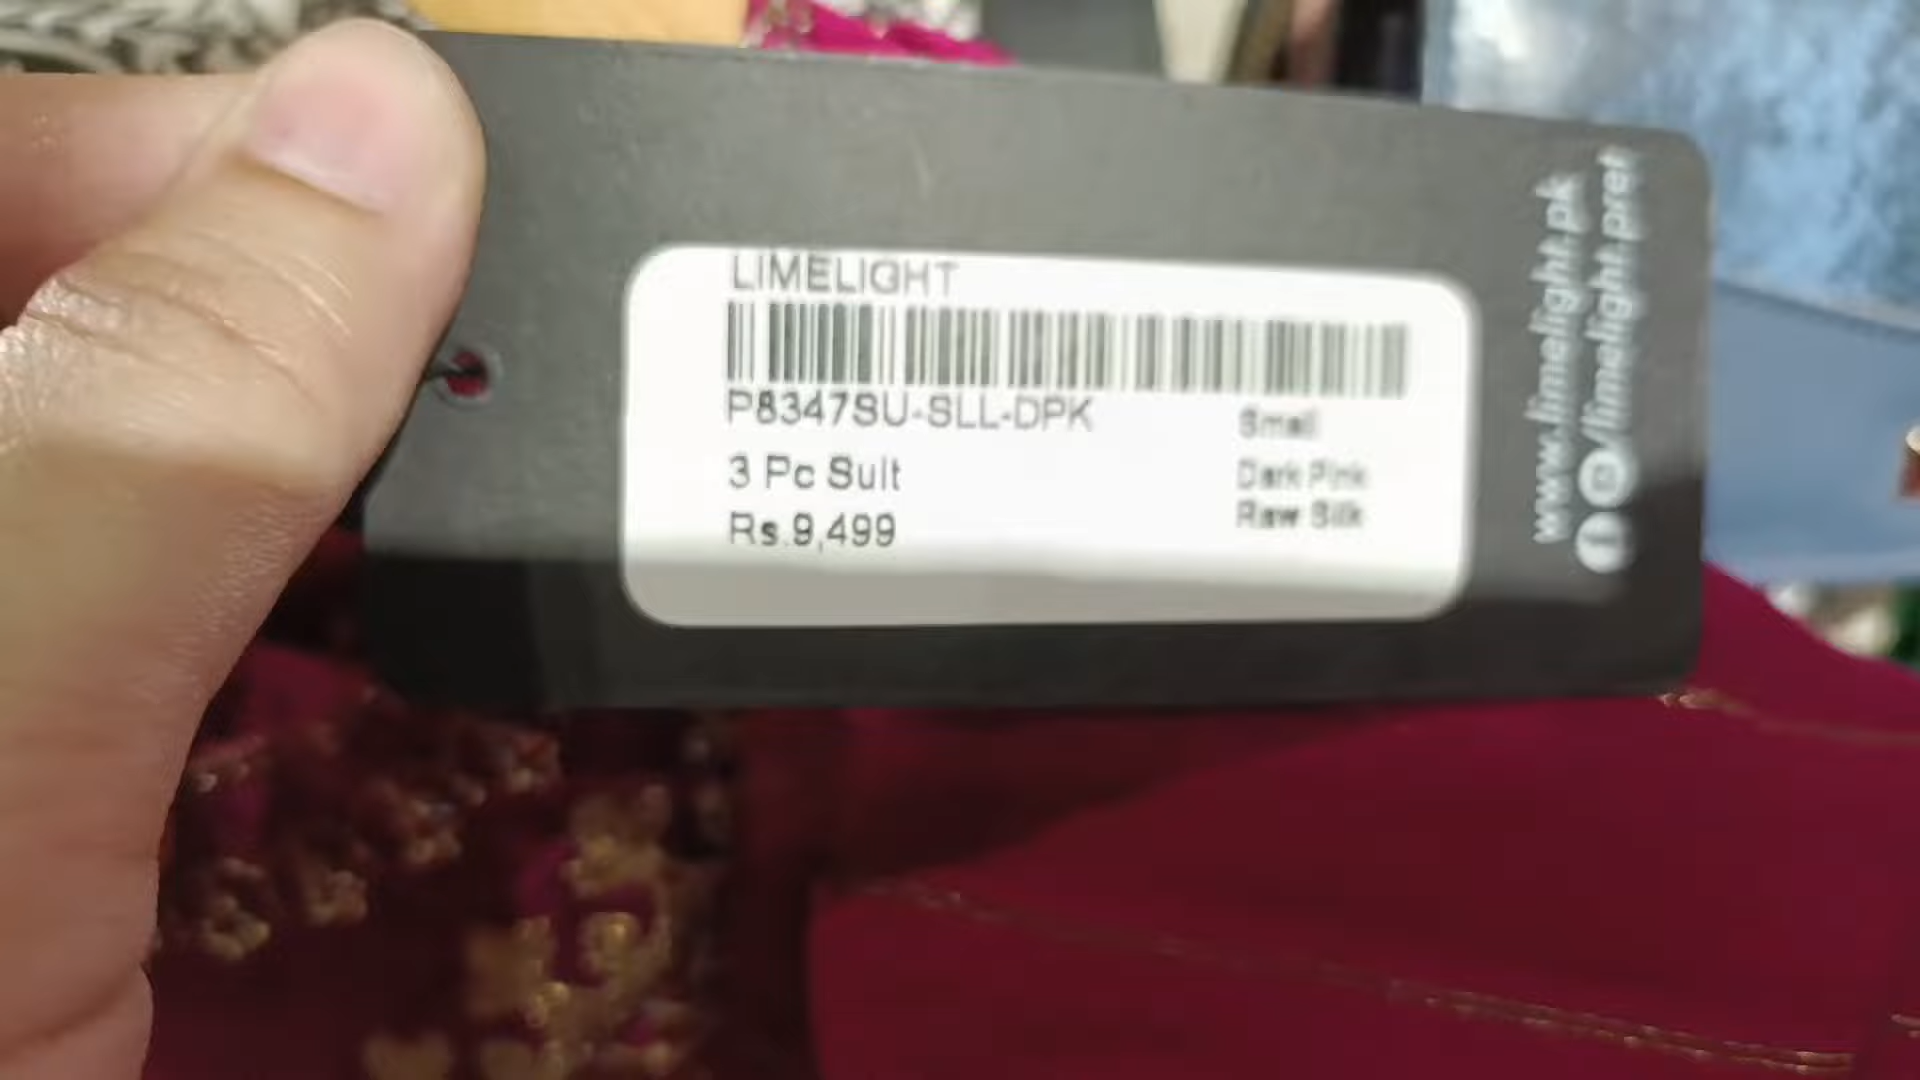 LIMELIGHT
P8347SU-SLL-DPK
Small
3 Pc Suit
Dark Pink
Rs.9,499
Raw Silk
www.limelight.pk
/limelight.pret